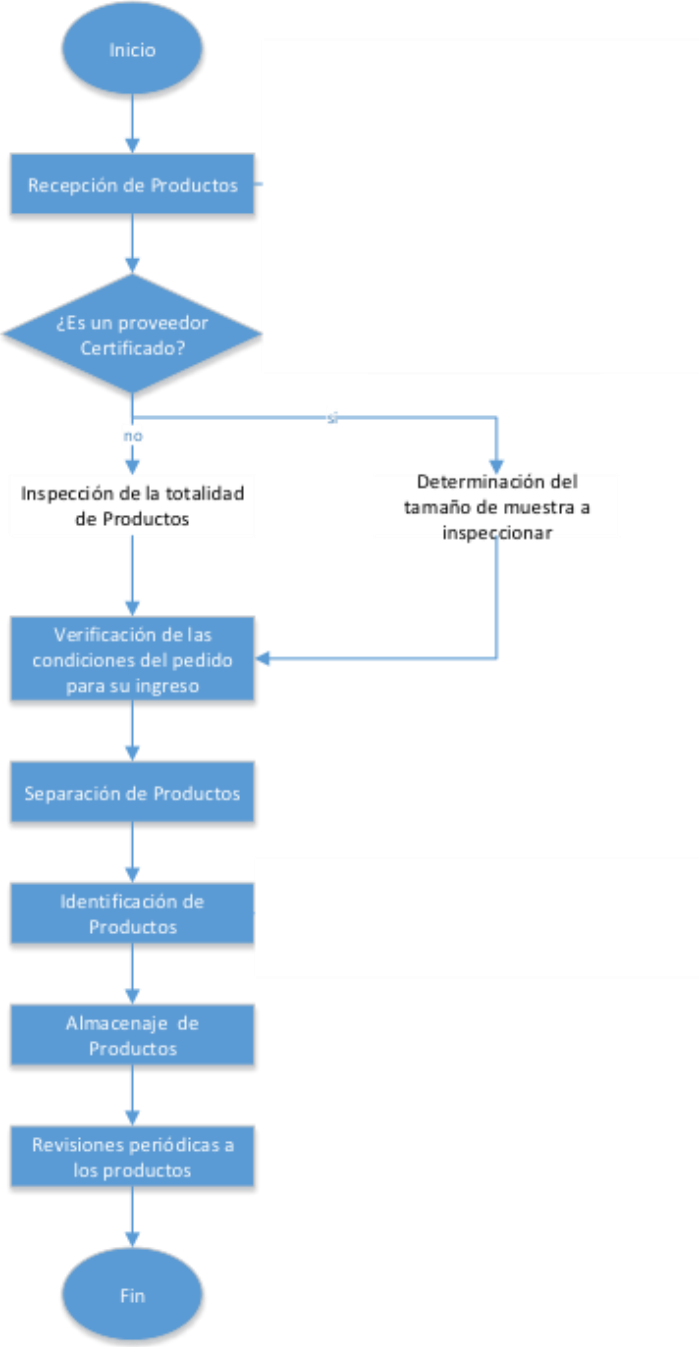 Inicio
Recepción de Productos
¿Es un proveedor
Certificado?
si
no
Inspección de la totalidad
de Productos
Determinación del
tamaño de muestra a
inspeccionar
Verificación de las
condiciones del pedido
para su ingreso
Separación de Productos
Identificación de
Productos
Almacenaje de
Productos
Revisiones periódicas a
los productos
Fin